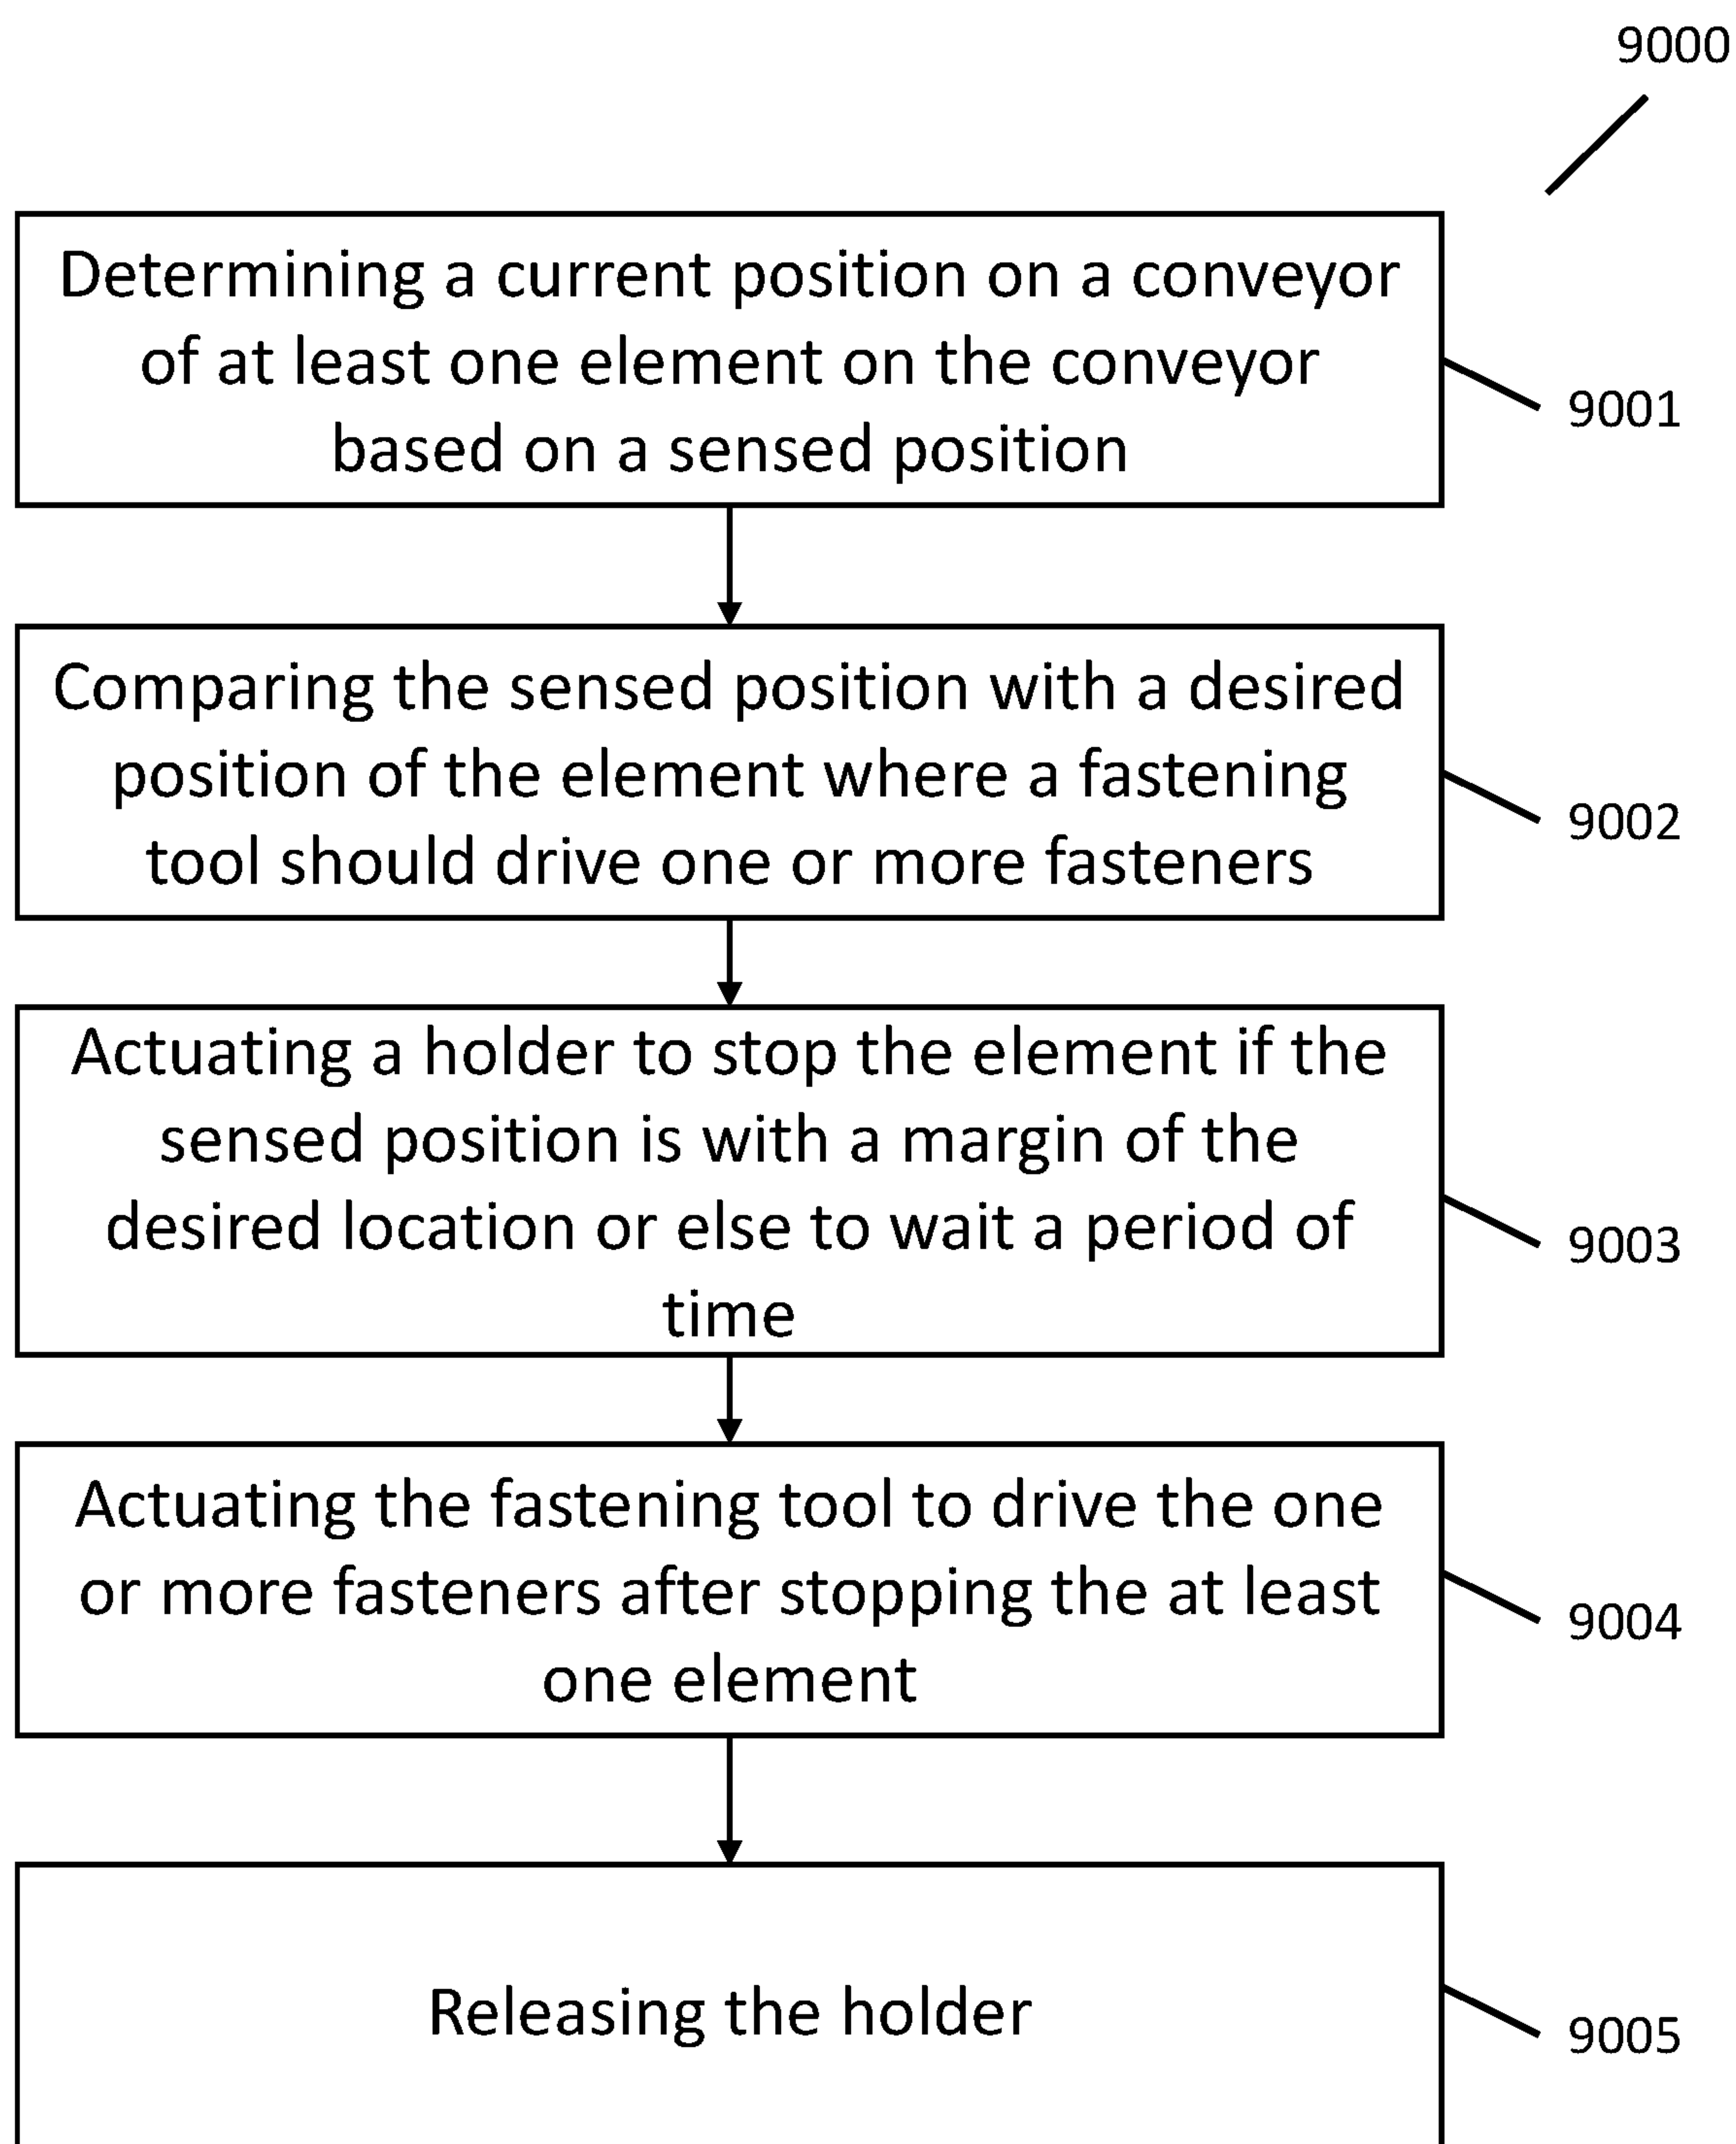 9000
Determining a current position on a conveyor
of at least one element on the conveyor
based on a sensed position
9001
Comparing the sensed position with a desired
position of the element where a fastening
tool should drive one or more fasteners
9002
Actuating a holder to stop the element if the
sensed position is with a margin of the
desired location or else to wait a period of
time
9003
Actuating the fastening tool to drive the one
or more fasteners after stopping the at least
one element
9004
Releasing the holder
9005